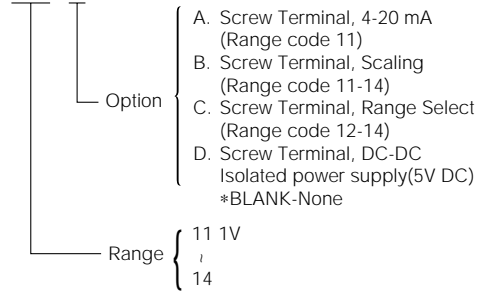 A. Screw Terminal, 4-20 mA
(Range code 11)
B. Screw Terminal, Scaling
(Range code 11-14)
Option
C. Screw Terminal, Range Select
(Range code 12-14)
D. Screw Terminal, DC-DC
Isolated power supply(5V DC)
*BLANK-None
11 1V
Range
~
14